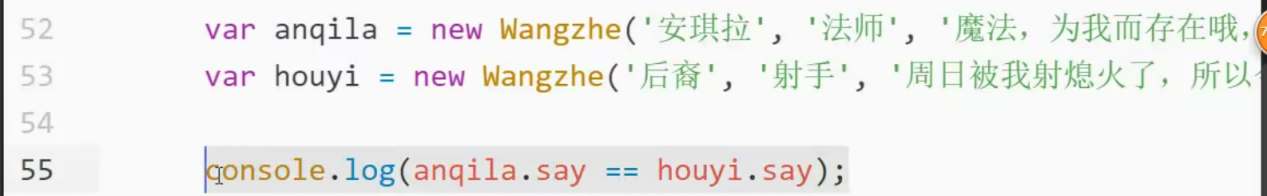 52 var anqila = new Wangzhe('安琪拉', '法师', '魔法，为我而存在哦，
53 var houyi = new Wangzhe('后裔', '射手', '周日被我射熄火了，所以
54
55 console.log(anqila.say == houyi.say);